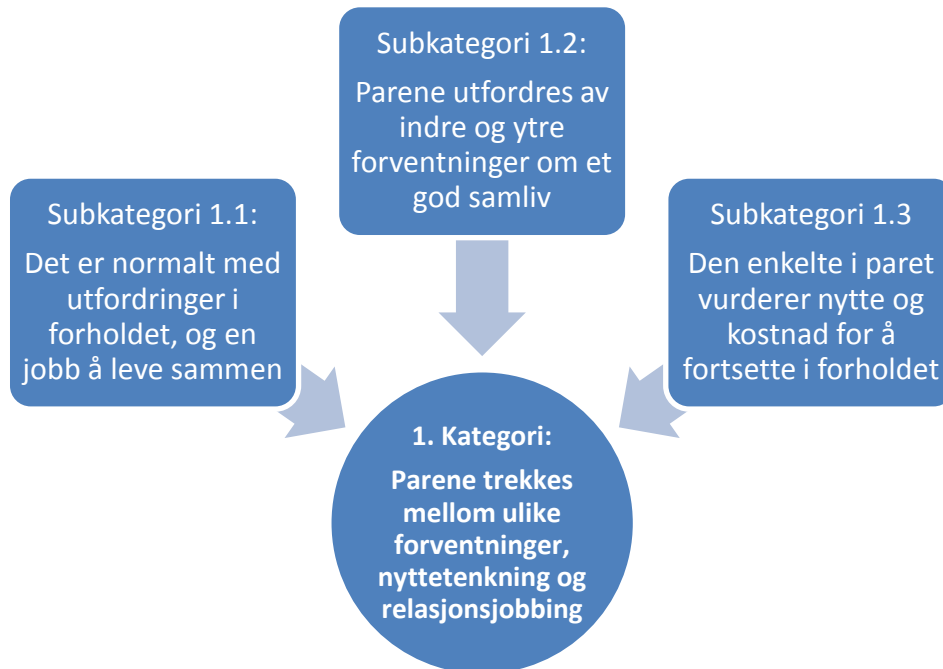 Subkategori 1.1:
Det er normalt med
utfordringer i
forholdet, og en
jobb å leve sammen
Subkategori 1.2:
Parene utfordres av
indre og ytre
forventninger om et
god samliv
Subkategori 1.3
Den enkelte i paret
vurderer nytte og
kostnad for å
fortsette i forholdet
1. Kategori:
Parene trekkes
mellom ulike
forventninger,
nyttetenkning og
relasjonsjobbing